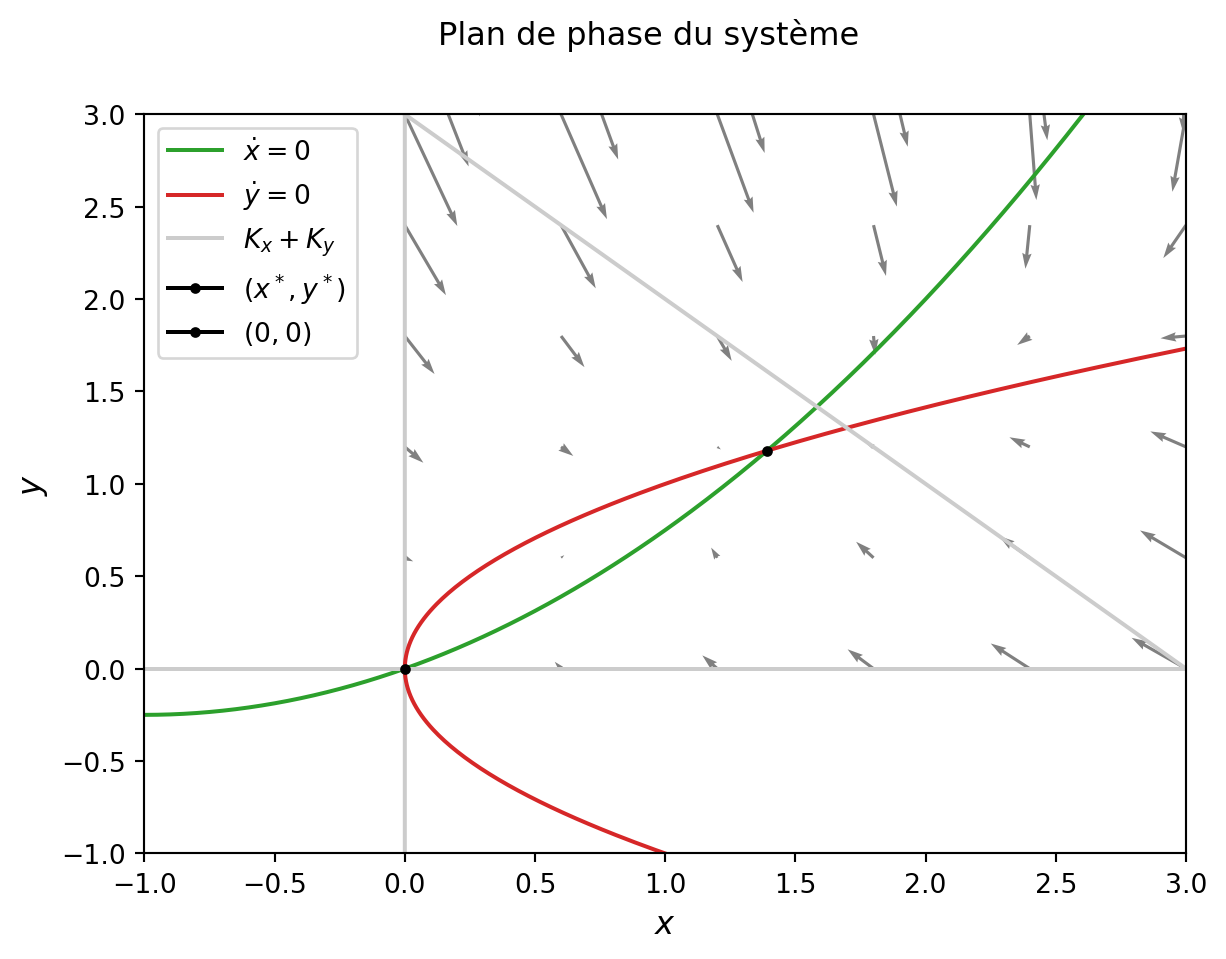 Plan de phase du système
3.0
2.5
2.0
1.5
1.0
0.5
0.0
−0.5
−1.0
y
ẋ = 0
ẏ = 0
Kₓ + Kᵧ
(x*, y*)
(0, 0)
−1.0 −0.5 0.0 0.5 1.0 1.5 2.0 2.5 3.0
x